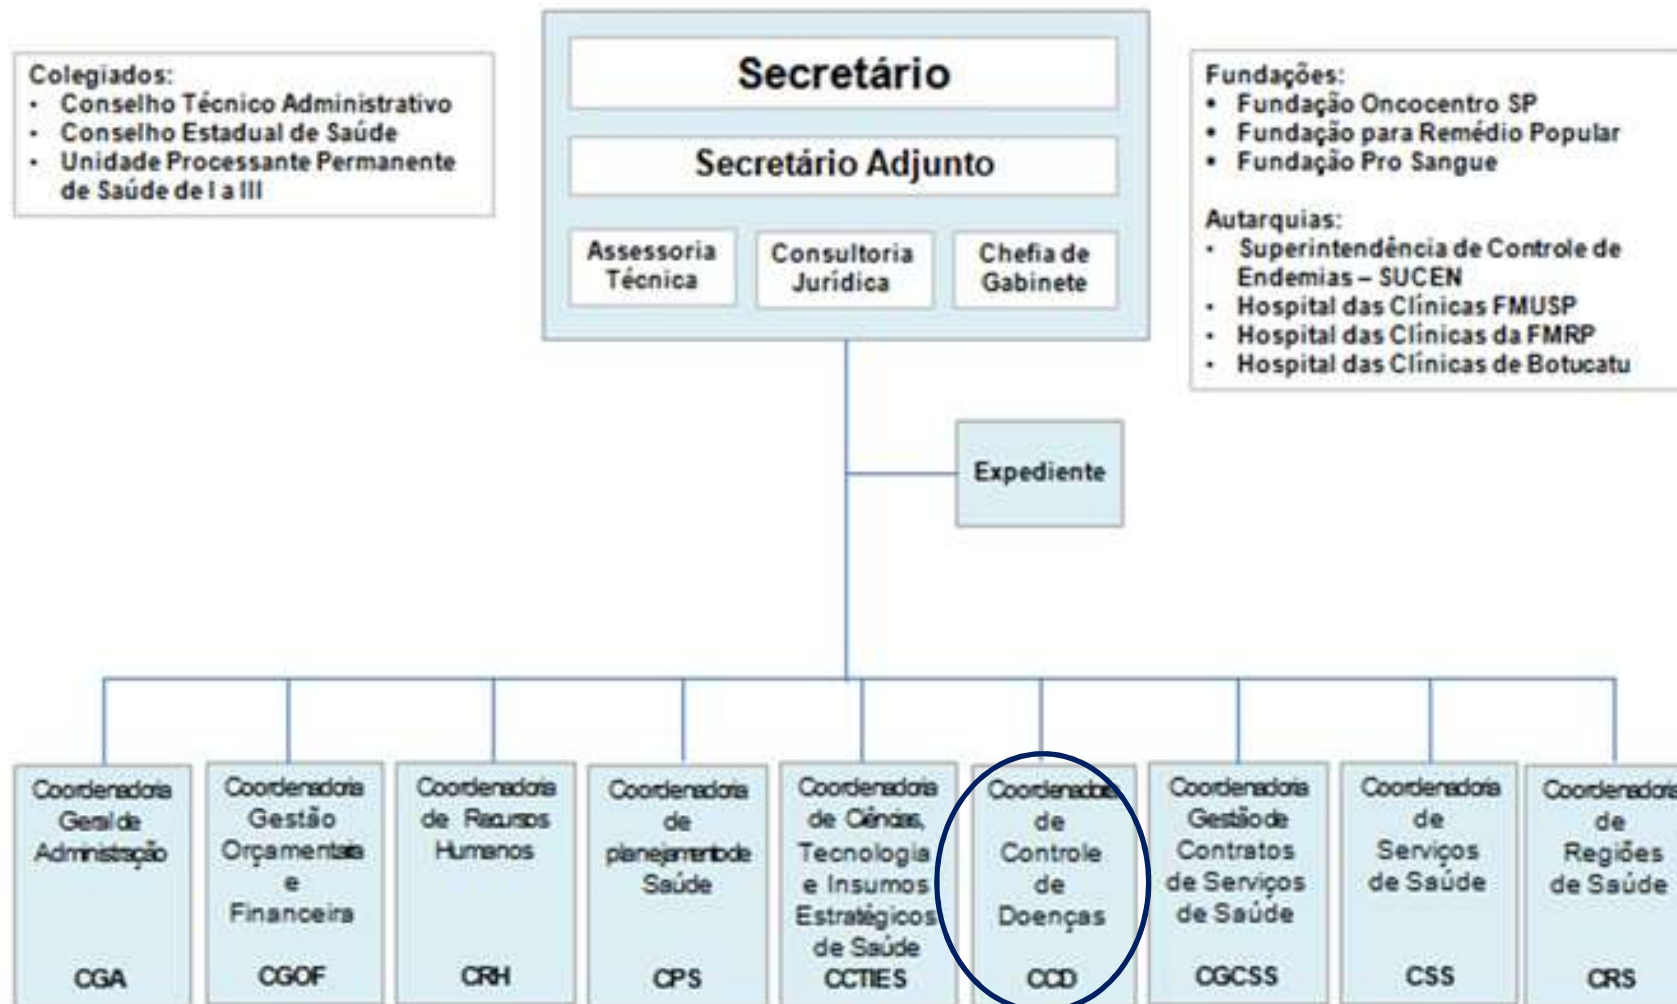 Colegiados:
• Conselho Técnico Administrativo
• Conselho Estadual de Saúde
• Unidade Processante Permanente
de Saúde de I a III
Secretário
Secretário Adjunto
Assessoria
Técnica
Consultoria
Jurídica
Chefia de
Gabinete
Fundações:
• Fundação Oncocentro SP
• Fundação para Remédio Popular
• Fundação Pro Sangue
Autarquias:
• Superintendência de Controle de
Endemias – SUCEN
• Hospital das Clínicas FMUSP
• Hospital das Clínicas da FMRP
• Hospital das Clínicas de Botucatu
Expediente
Coordenadoria
Geral de
Administração
CGA
Coordenadoria
Gestão
Orçamentaria
e
Financeira
CGOF
Coordenadoria
de Recursos
Humanos
CRH
Coordenadoria
de
planejamento de
Saúde
CPS
Coordenadoria
de Ciências,
Tecnologia
e Insumos
Estratégicos
de Saúde
CCTIES
Coordenadoria
de
Controle
de
Doenças
CCD
Coordenadoria
Gestão de
Contratos
de Serviços
de Saúde
CGCSS
Coordenadoria
de
Serviços
de Saúde
CSS
Coordenadoria
de
Regiões
de Saúde
CRS